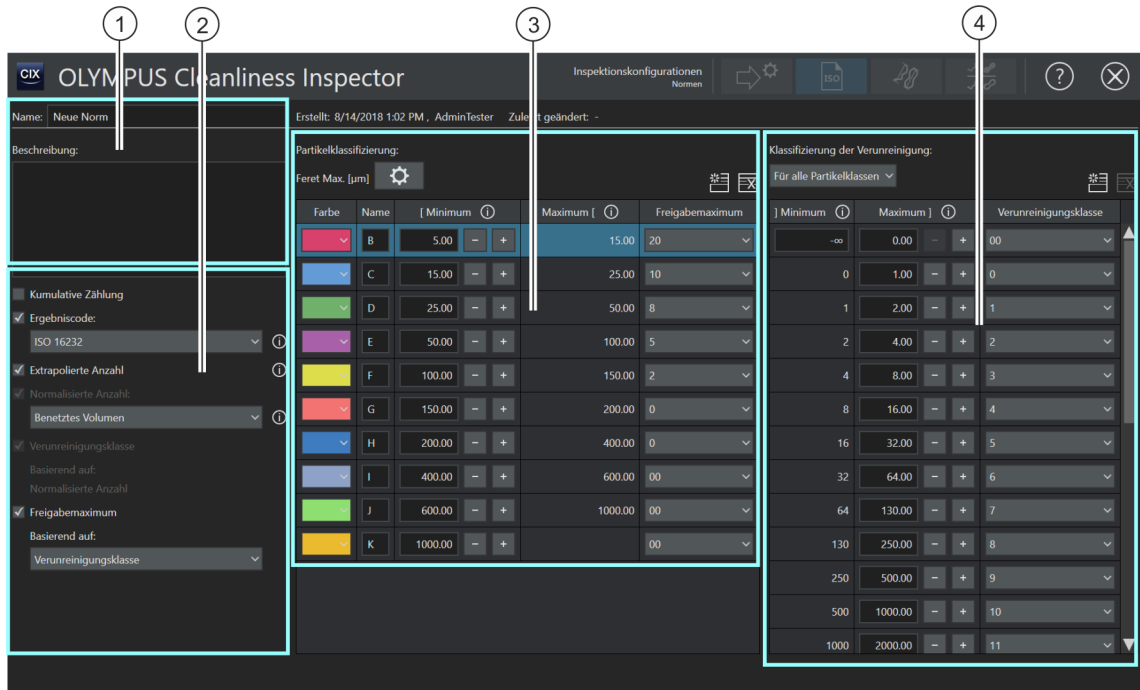 1 2 3 4
CIX OLYMPUS Cleanliness Inspector
Inspektionskonfigurationen
Normen
ISO
?
Name: Neue Norm
Erstellt: 8/14/2018 1:02 PM , AdminTester Zuletzt geändert: -
Beschreibung:
Partikelklassifizierung:
Feret Max. [µm]
Klassifizierung der Verunreinigung:
Für alle Partikelklassen
Farbe Name [ Minimum i Maximum [ i Freigabemaximum
B 5.00 - + 15.00 20
C 15.00 - + 25.00 10
D 25.00 - + 50.00 8
E 50.00 - + 100.00 5
F 100.00 - + 150.00 2
G 150.00 - + 200.00 0
H 200.00 - + 400.00 0
I 400.00 - + 600.00 00
J 600.00 - + 1000.00 00
K 1000.00 - + 00
] Minimum i Maximum ] i Verunreinigungsklasse
-∞ 0.00 - + 00
0 1.00 - + 0
1 2.00 - + 1
2 4.00 - + 2
4 8.00 - + 3
8 16.00 - + 4
16 32.00 - + 5
32 64.00 - + 6
64 130.00 - + 7
130 250.00 - + 8
250 500.00 - + 9
500 1000.00 - + 10
1000 2000.00 - + 11
Kumulative Zählung
Ergebniscode:
ISO 16232 i
Extrapolierte Anzahl i
Normalisierte Anzahl:
Benetztes Volumen i
Verunreinigungsklasse
Basierend auf:
Normalisierte Anzahl
Freigabemaximum
Basierend auf:
Verunreinigungsklasse